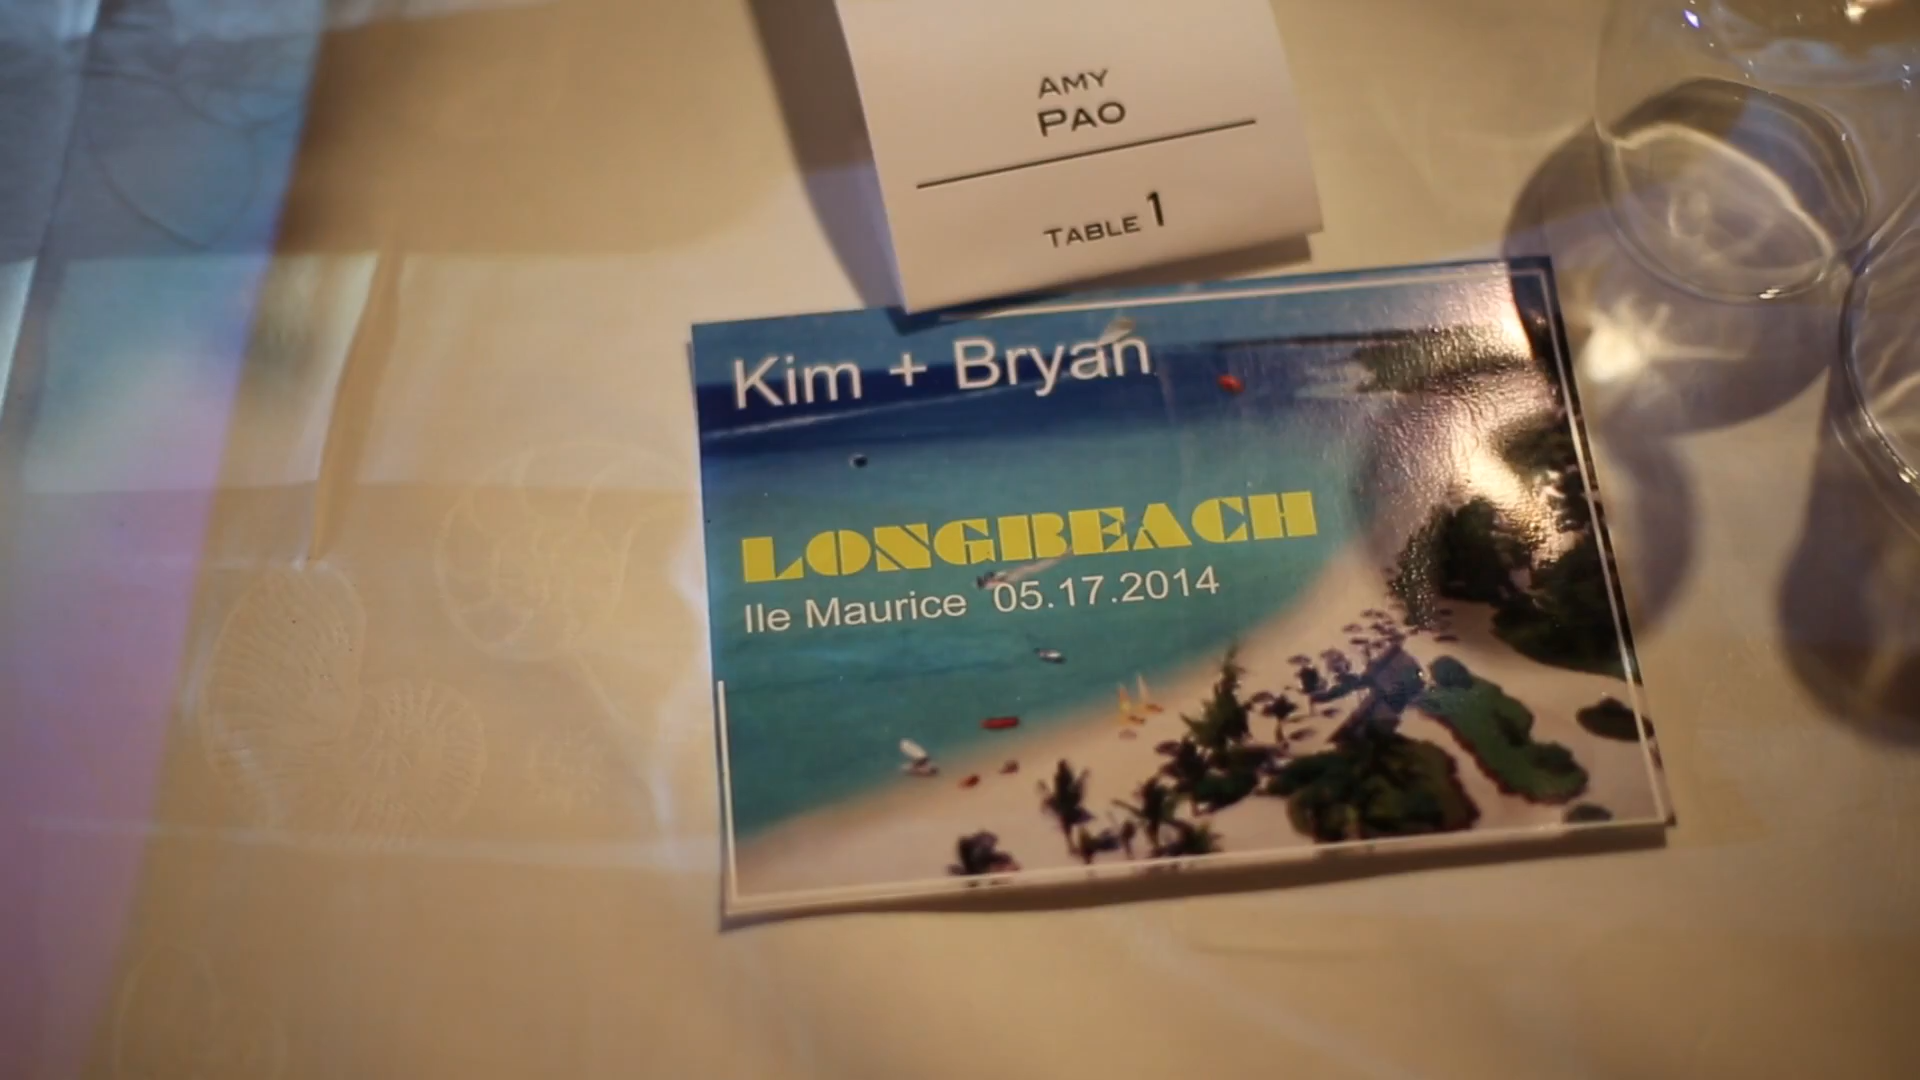 AMY
PAO
TABLE 1
Kim + Bryan
LONGBEACH
Ile Maurice 05.17.2014